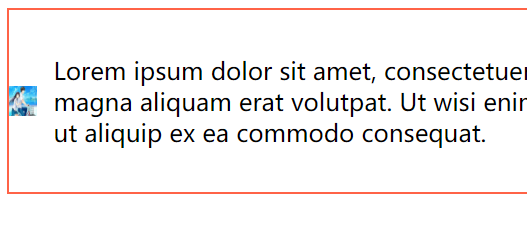 Lorem ipsum dolor sit amet, consectetuer
magna aliquam erat volutpat. Ut wisi enim
ut aliquip ex ea commodo consequat.